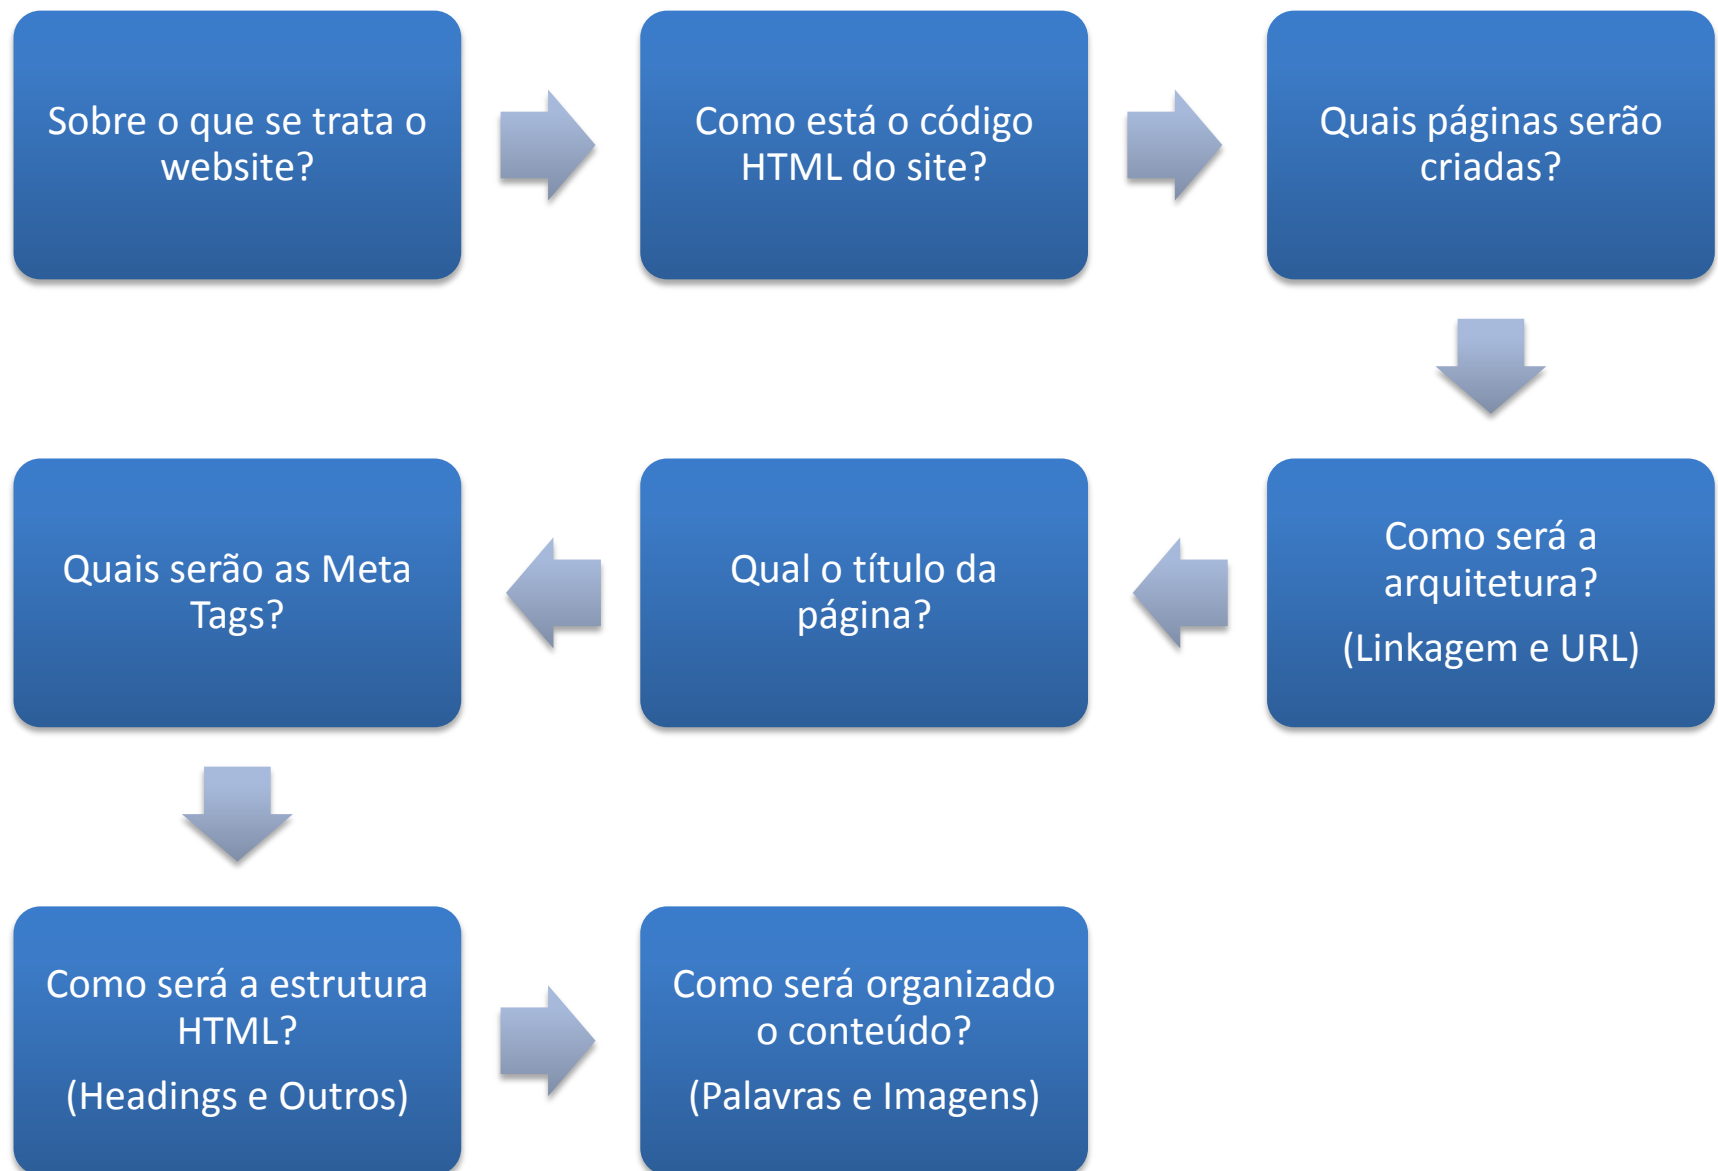 Sobre o que se trata o
website?
Como está o código
HTML do site?
Quais páginas serão
criadas?
Como será a
arquitetura?
(Linkagem e URL)
Qual o título da
página?
Quais serão as Meta
Tags?
Como será a estrutura
HTML?
(Headings e Outros)
Como será organizado
o conteúdo?
(Palavras e Imagens)